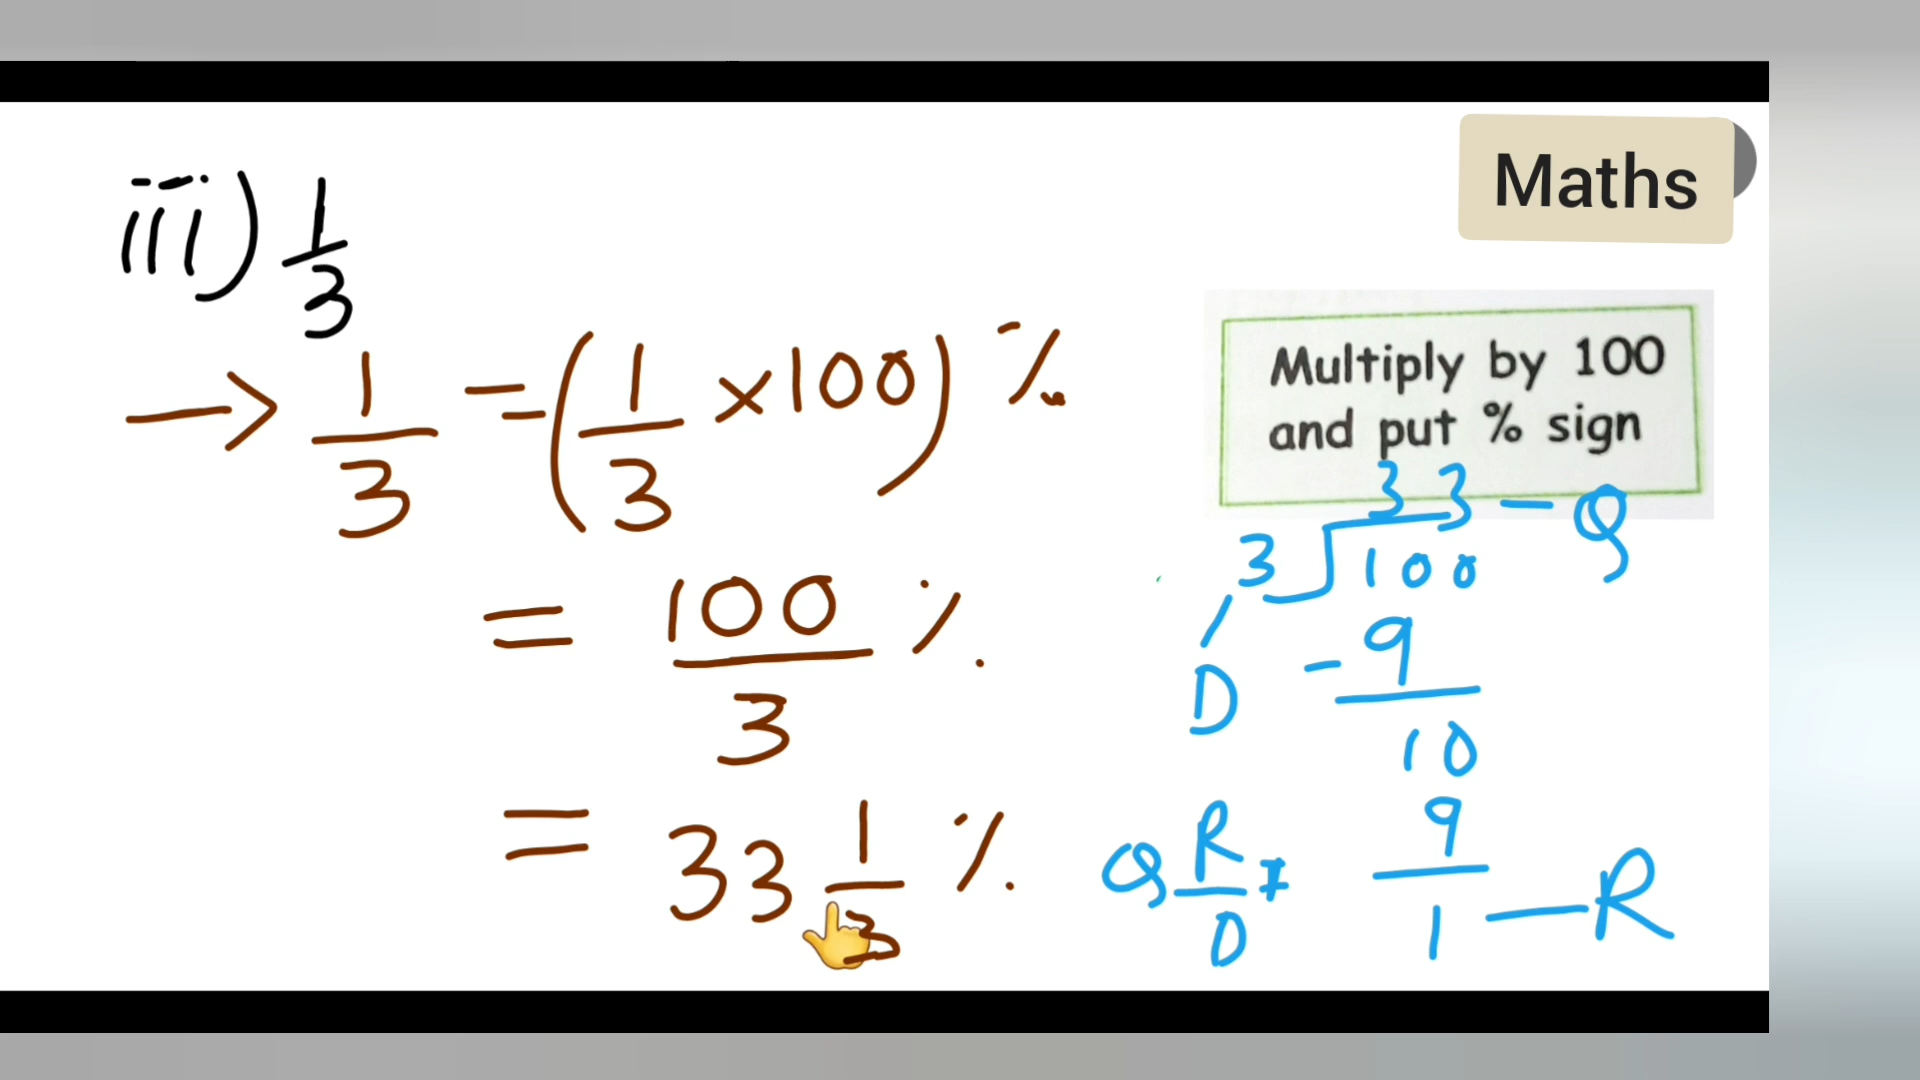 Maths
iii) 1/3
→ 1/3 = (1/3 × 100) %
= 100/3 %
= 33 1/3 %
Multiply by 100
and put % sign
33 — Q
3 ⟌ 100
D
- 9
10
9
1 — R
Q R/D